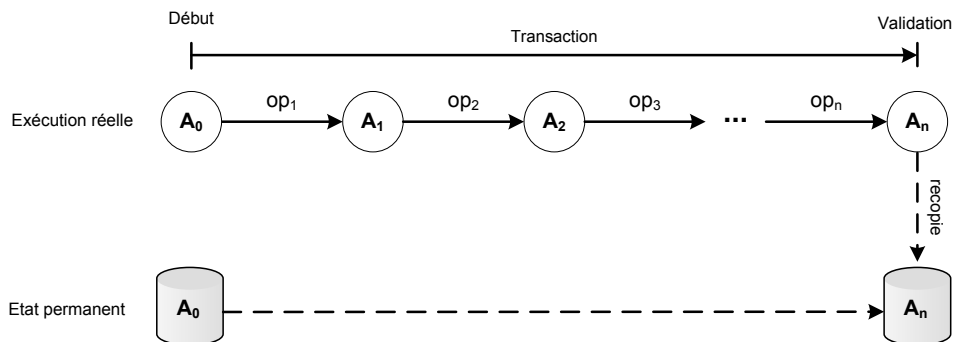 Début
Validation
Transaction
Exécution réelle
A0
op1
A1
op2
A2
op3
...
opn
An
recopie
Etat permanent
A0
An